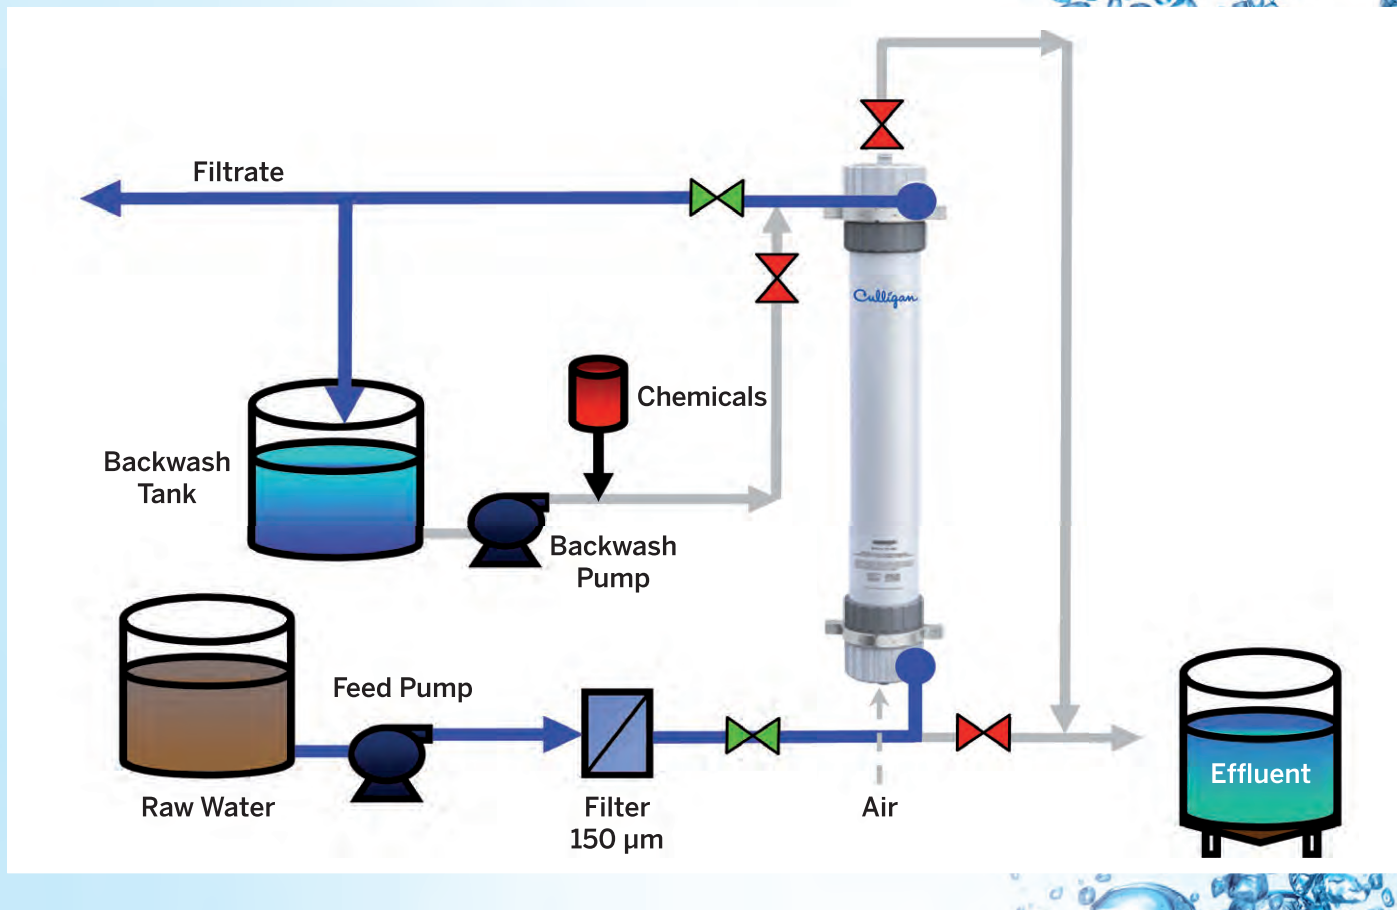 Filtrate
Culligan
Chemicals
Backwash
Tank
Backwash
Pump
Feed Pump
Effluent
Raw Water
Filter
150 µm
Air